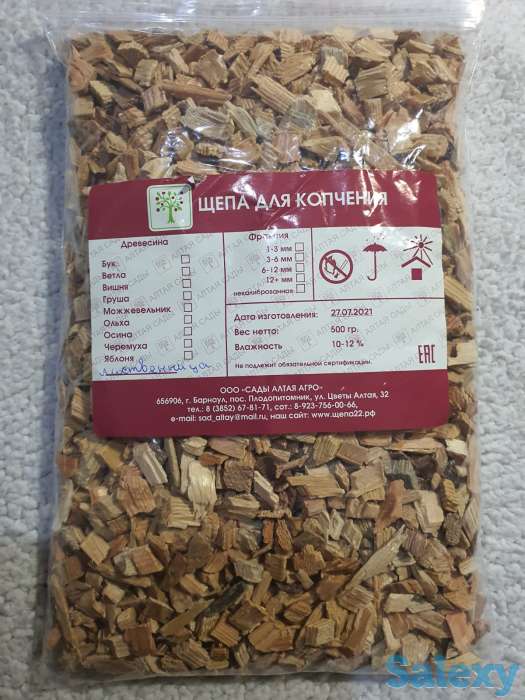 ЩЕПА ДЛЯ КОПЧЕНИЯ
Древесина
Бук
Ветла
Вишня
Груша
Можжевельник
Ольха
Осина
Черемуха
Яблоня
лиственница
Фракция
1-3 мм
3-6 мм
6-12 мм
12+ мм
некалиброванная
Дата изготовления: 27.07.2021
Вес нетто: 500 гр.
Влажность 10-12 %
Не подлежит обязательной сертификации.
ЕАС
ООО «САДЫ АЛТАЯ АГРО»
656906, г. Барнаул, пос. Плодопитомник, ул. Цветы Алтая, 32
тел.: 8 (3852) 67-81-71, сот.: 8-923-756-00-66,
e-mail: sad_altay@mail.ru, наш сайт: www.щепа22.рф
Salexy